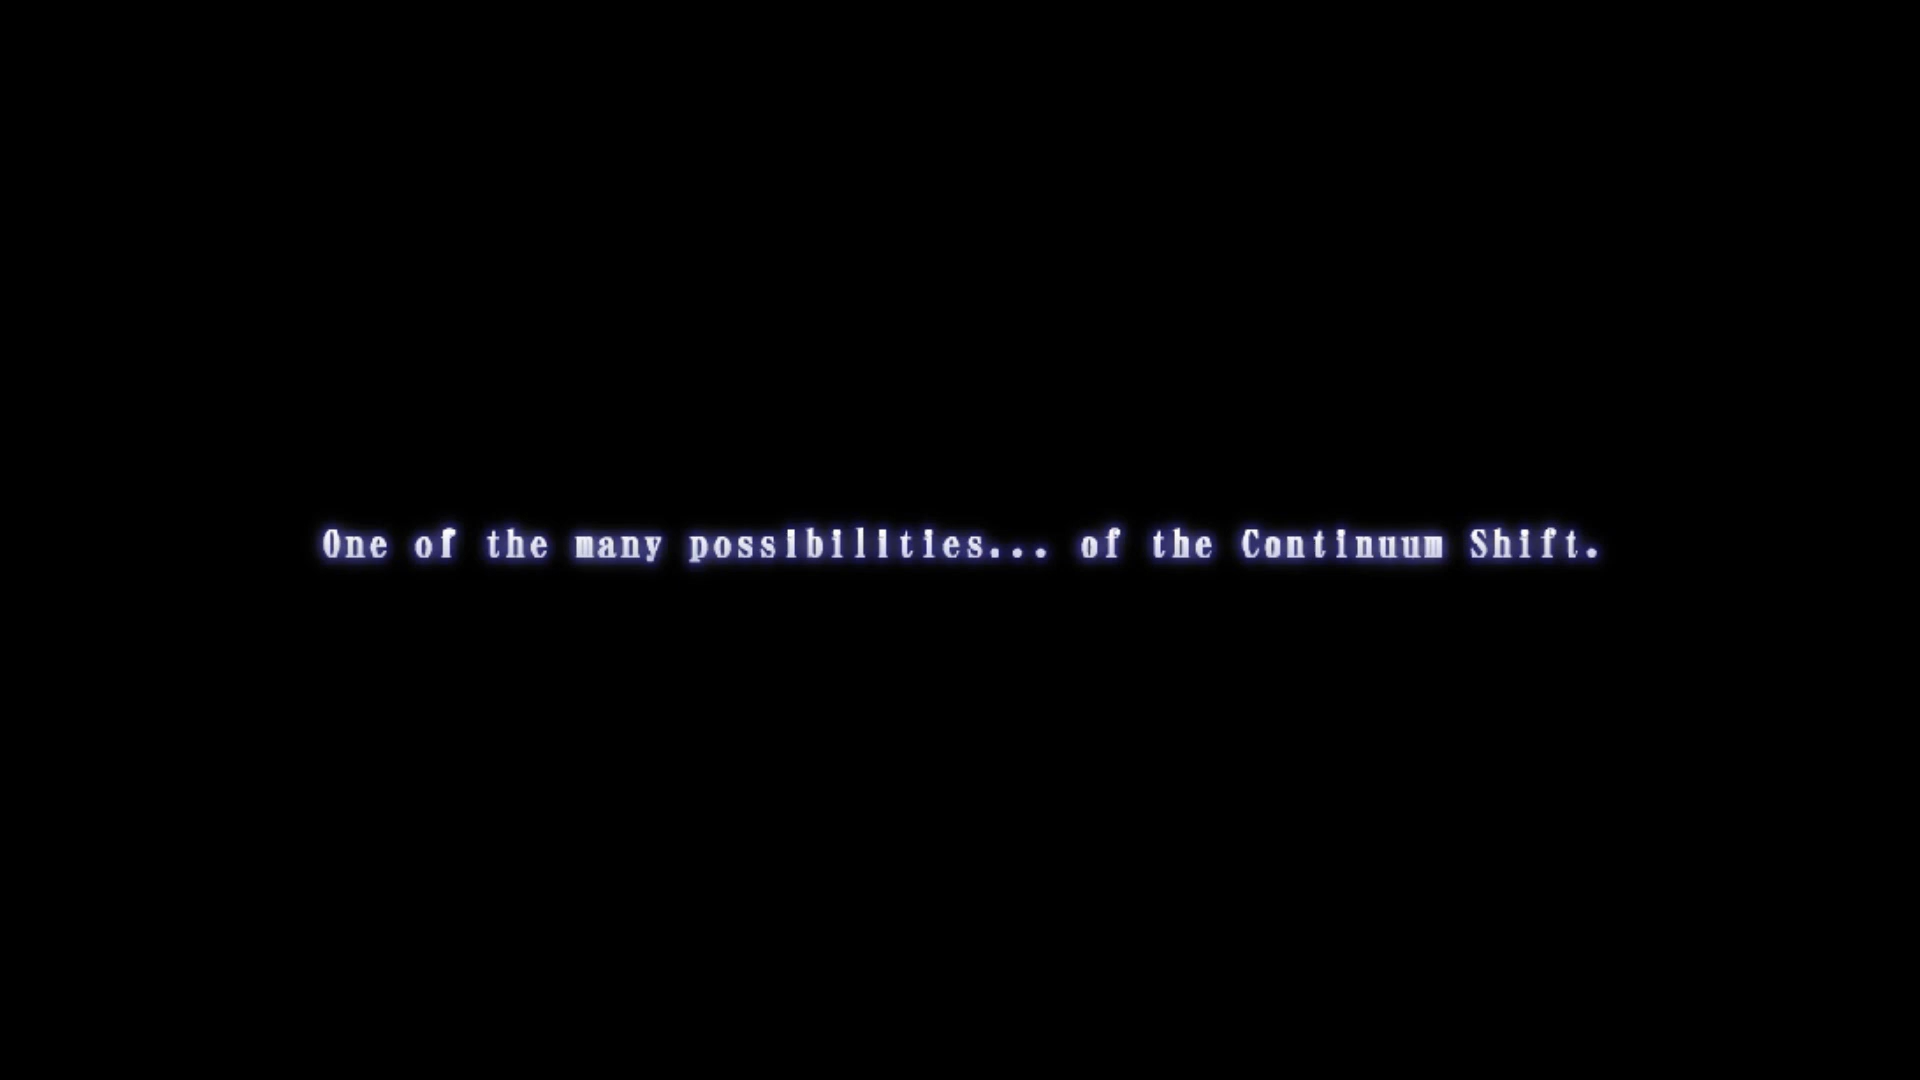 One of the many possibilities... of the Continuum Shift.